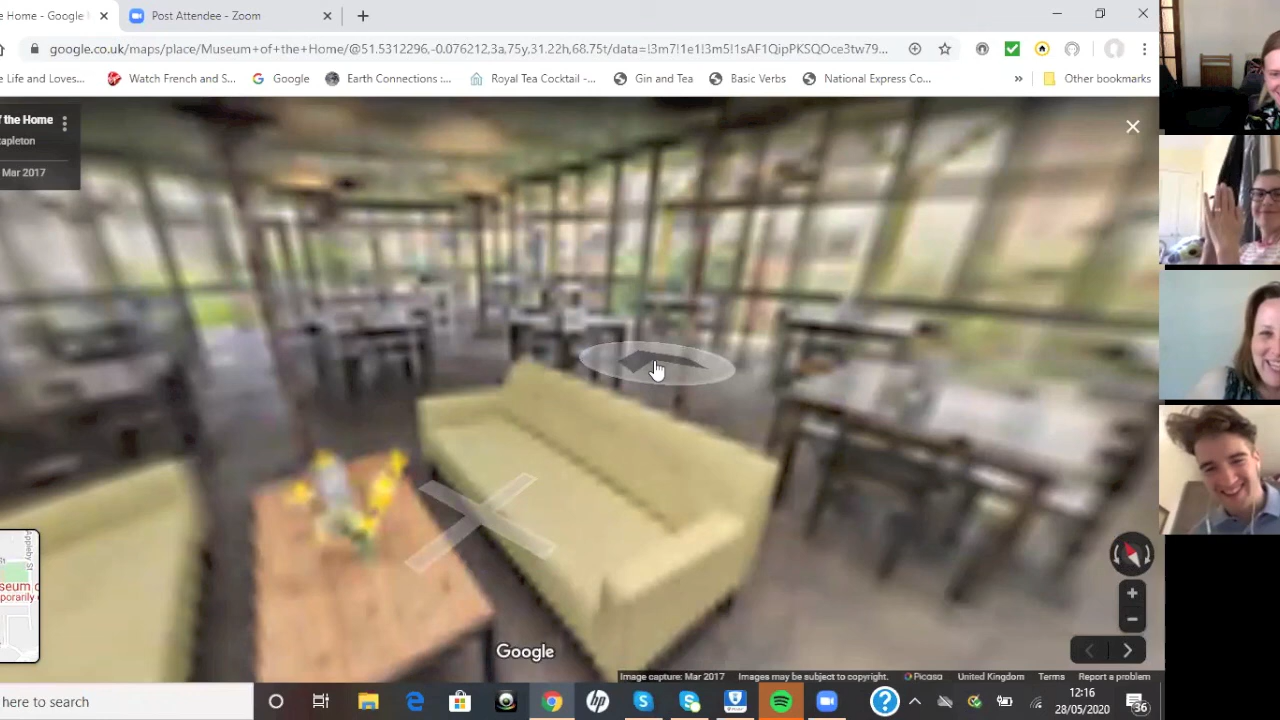 e Home - Google
Post Attendee - Zoom
google.co.uk/maps/place/Museum+of+the+Home/@51.5312296,-0.076212,3a,75y,31.22h,68.75t/data=!3m7!1e1!3m5!1sAF1QipPKSQOce3tw79...
e Life and Loves...
Watch French and S...
Google
Earth Connections :...
Royal Tea Cocktail -...
Gin and Tea
Basic Verbs
National Express Co...
»
Other bookmarks
f the Home
tapleton
Mar 2017
Appleby St
seum o
porarily
Google
Image capture: Mar 2017
Images may be subject to copyright.
Picasa
United Kingdom
Terms
Report a problem
here to search
12:16
28/05/2020
36